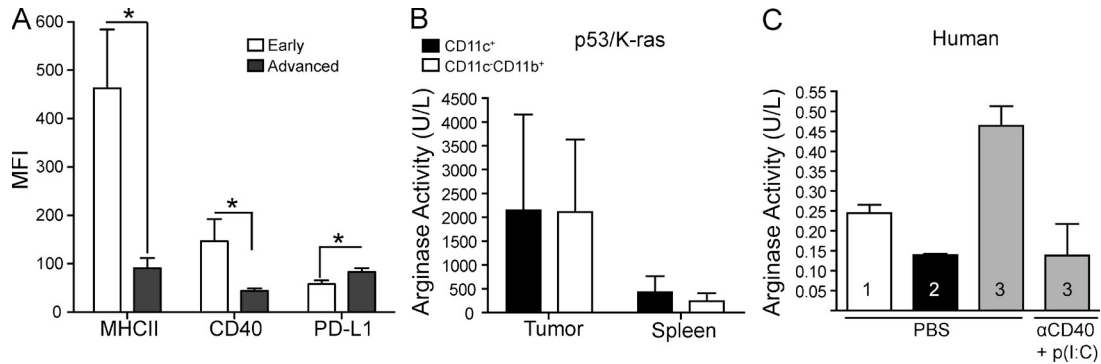 A
MFI
600
500
400
300
200
100
0
*
*
*
Early
Advanced
MHCII
CD40
PD-L1
B
p53/K-ras
CD11c⁺
CD11c⁻CD11b⁺
Arginase Activity (U/L)
4500
4000
3500
3000
2500
2000
1500
1000
500
0
Tumor
Spleen
C
Human
Arginase Activity (U/L)
0.55
0.50
0.45
0.40
0.35
0.30
0.25
0.20
0.15
0.10
0.05
1
2
3
3
PBS
αCD40
+ p(I:C)